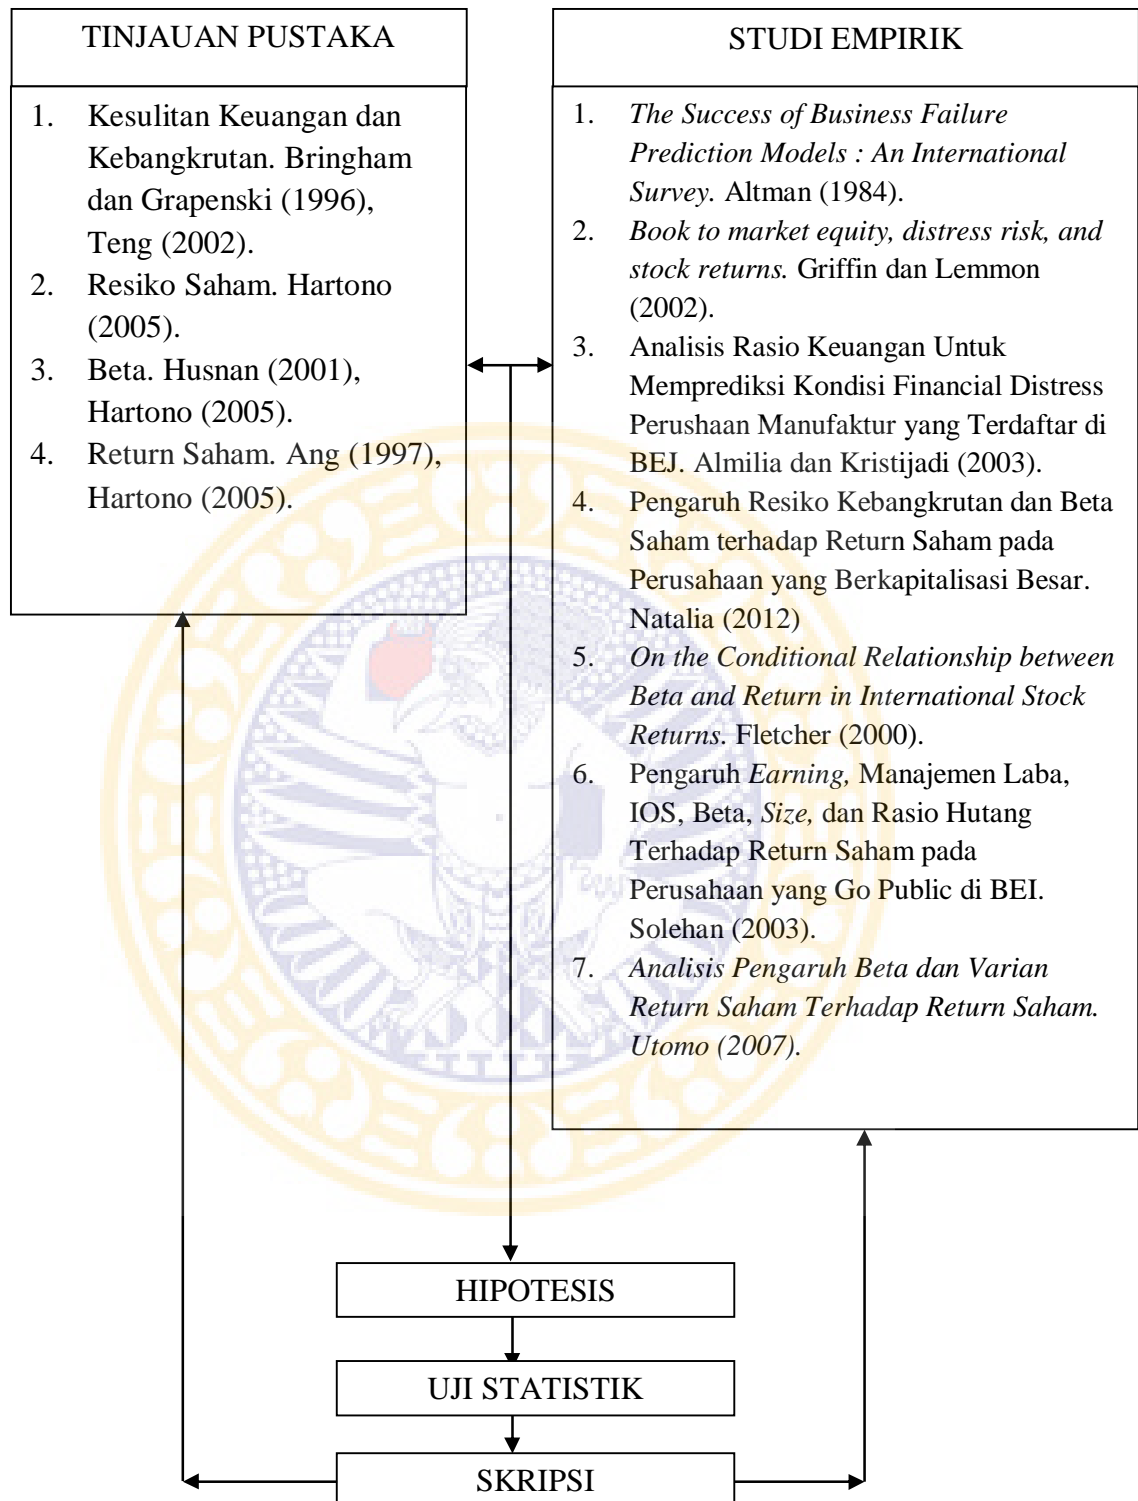 TINJAUAN PUSTAKA
1. Kesulitan Keuangan dan
Kebangkrutan. Bringham
dan Grapenski (1996),
Teng (2002).
2. Resiko Saham. Hartono
(2005).
3. Beta. Husnan (2001),
Hartono (2005).
4. Return Saham. Ang (1997),
Hartono (2005).
STUDI EMPIRIK
1. The Success of Business Failure
Prediction Models : An International
Survey. Altman (1984).
2. Book to market equity, distress risk, and
stock returns. Griffin dan Lemmon
(2002).
3. Analisis Rasio Keuangan Untuk
Memprediksi Kondisi Financial Distress
Perushaan Manufaktur yang Terdaftar di
BEJ. Almilia dan Kristijadi (2003).
4. Pengaruh Resiko Kebangkrutan dan Beta
Saham terhadap Return Saham pada
Perusahaan yang Berkapitalisasi Besar.
Natalia (2012)
5. On the Conditional Relationship between
Beta and Return in International Stock
Returns. Fletcher (2000).
6. Pengaruh Earning, Manajemen Laba,
IOS, Beta, Size, dan Rasio Hutang
Terhadap Return Saham pada
Perusahaan yang Go Public di BEI.
Solehan (2003).
7. Analisis Pengaruh Beta dan Varian
Return Saham Terhadap Return Saham.
Utomo (2007).
HIPOTESIS
UJI STATISTIK
SKRIPSI